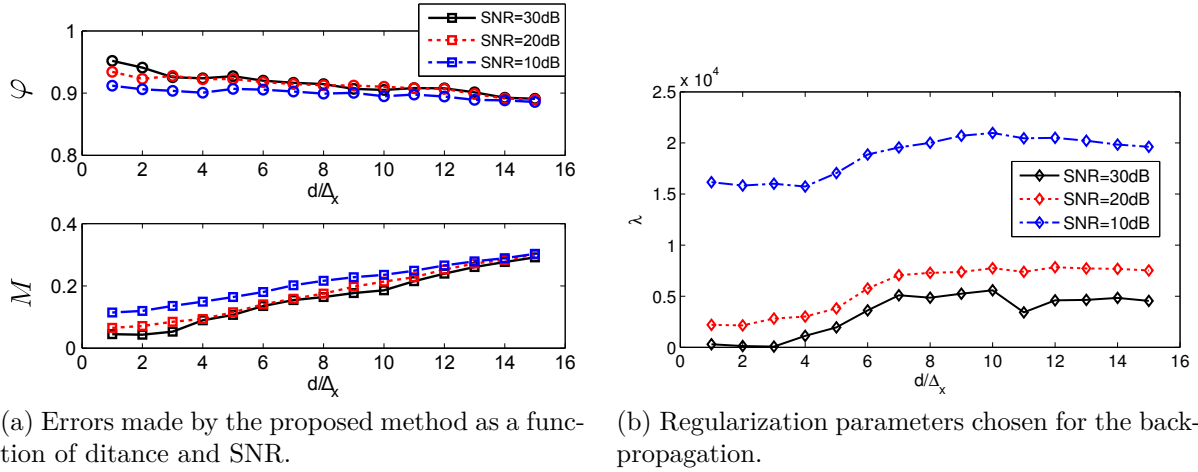 1
0.9
0.8
φ
0 2 4 6 8 10 12 14 16
d/Δx
SNR=30dB
SNR=20dB
SNR=10dB
0.4
0.2
0
M
0 2 4 6 8 10 12 14 16
d/Δx
(a) Errors made by the proposed method as a func-
tion of ditance and SNR.
x 10⁴
2.5
2
1.5
1
0.5
0
λ
0 2 4 6 8 10 12 14 16
d/Δx
SNR=30dB
SNR=20dB
SNR=10dB
(b) Regularization parameters chosen for the back-
propagation.